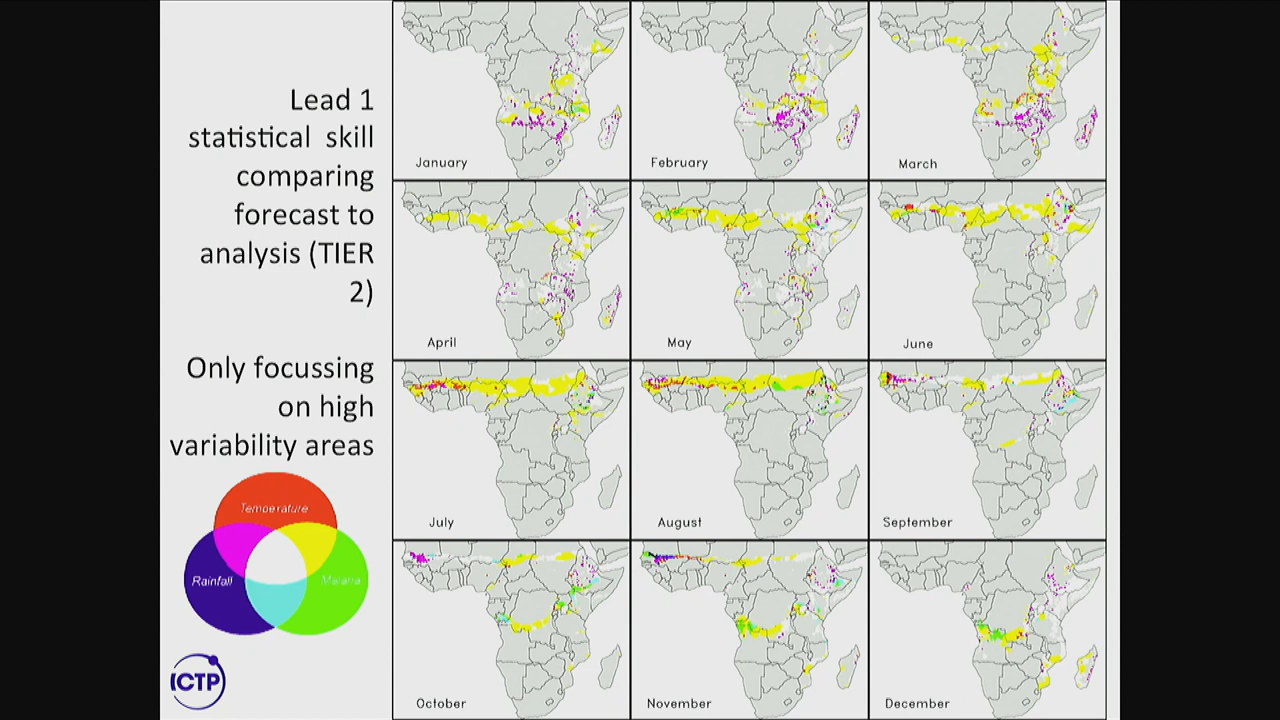 Lead 1
statistical skill
comparing
forecast to
analysis (TIER
2)
Only focussing
on high
variability areas
Temperature
Rainfall
Malaria
ICTP
January
February
March
April
May
June
July
August
September
October
November
December